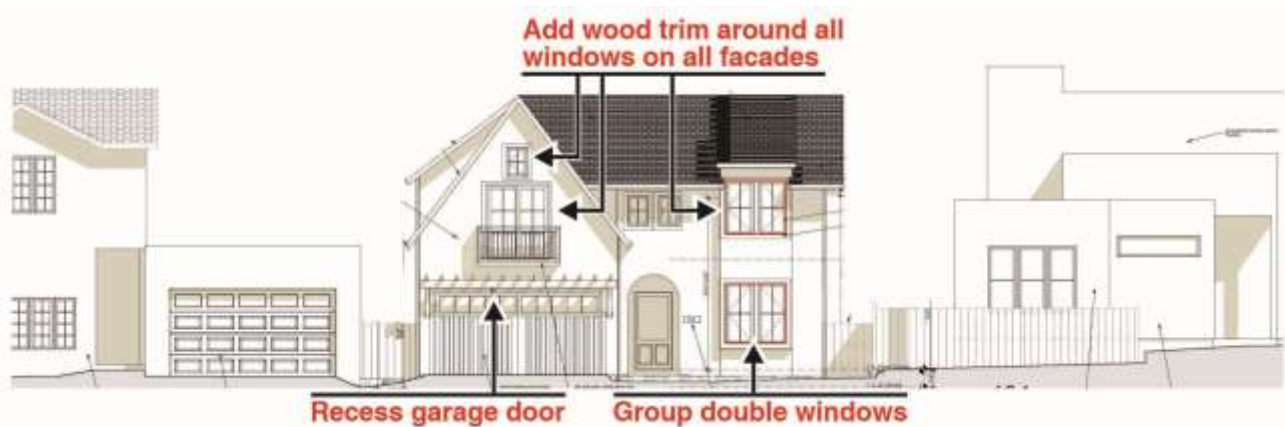 Add wood trim around all
windows on all facades
Recess garage door
Group double windows